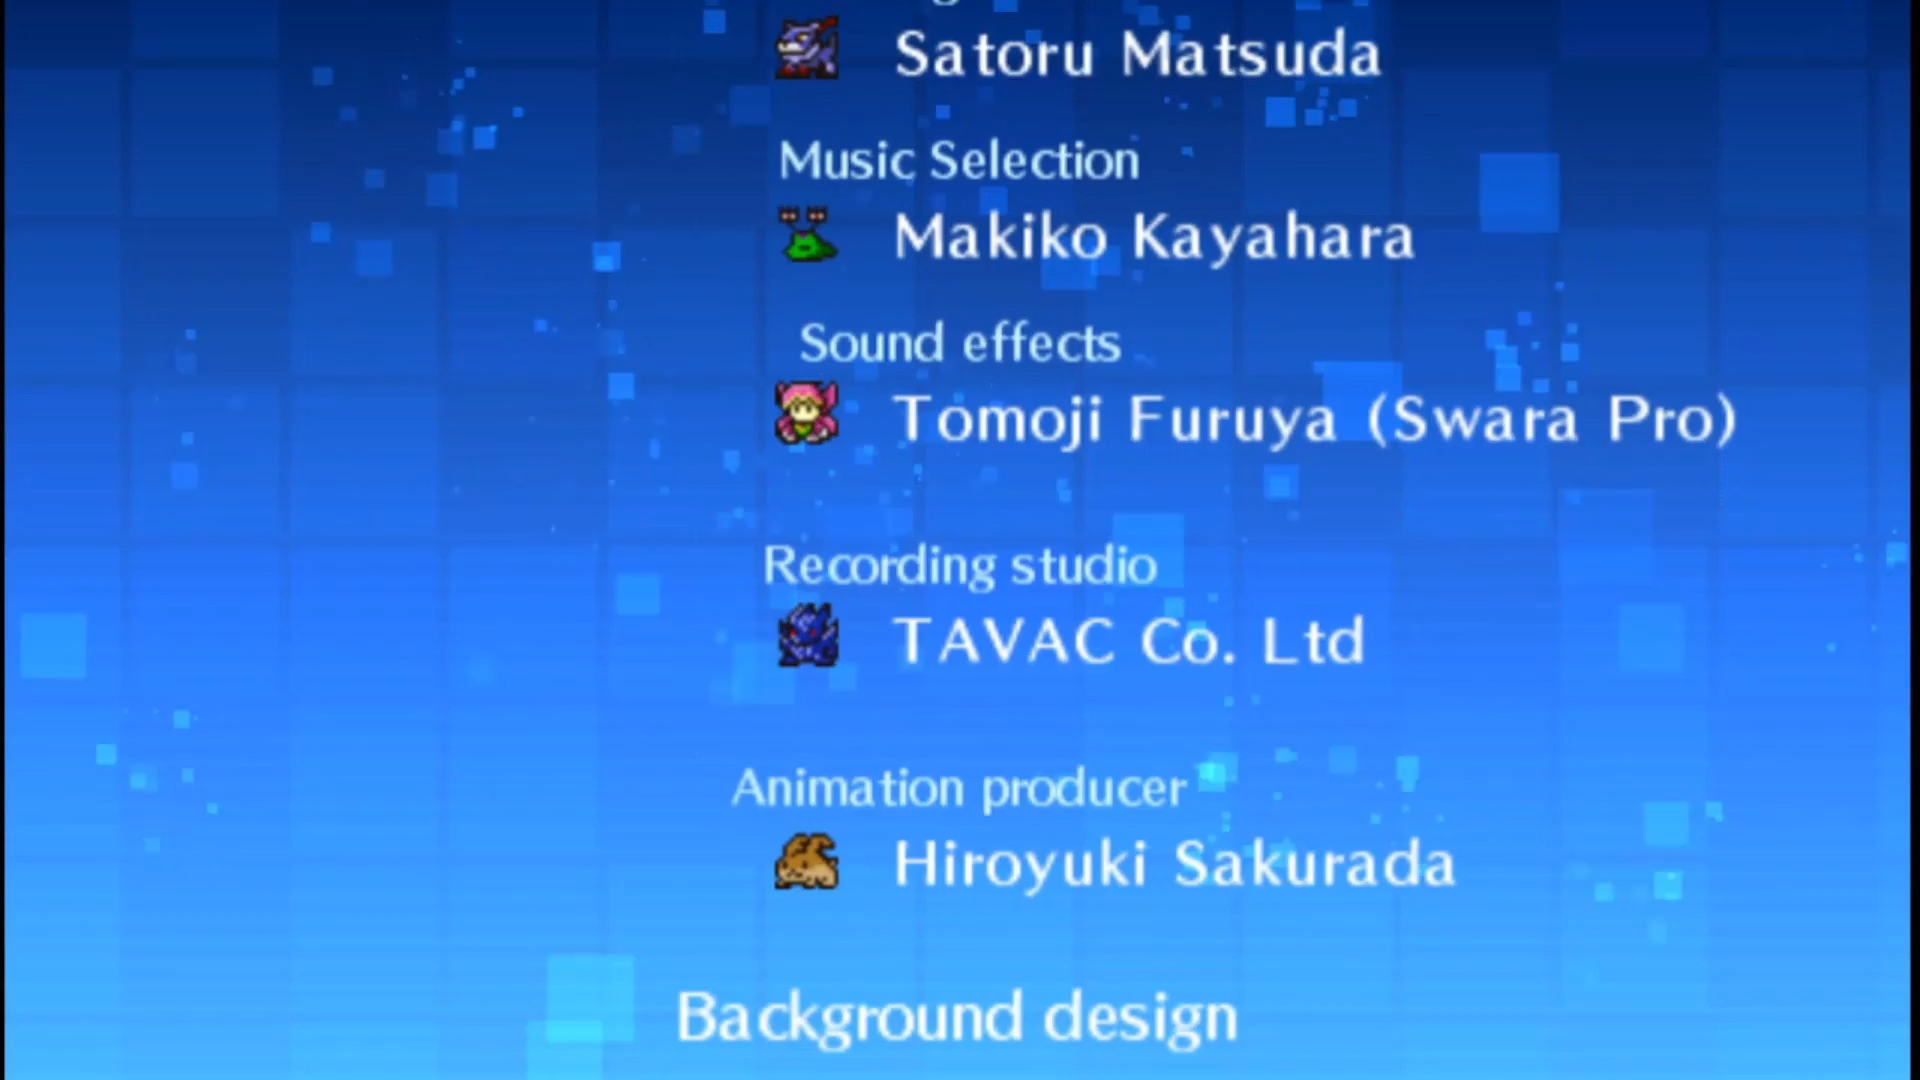 Satoru Matsuda
Music Selection
Makiko Kayahara
Sound effects
Tomoji Furuya (Swara Pro)
Recording studio
TAVAC Co. Ltd
Animation producer
Hiroyuki Sakurada
Background design